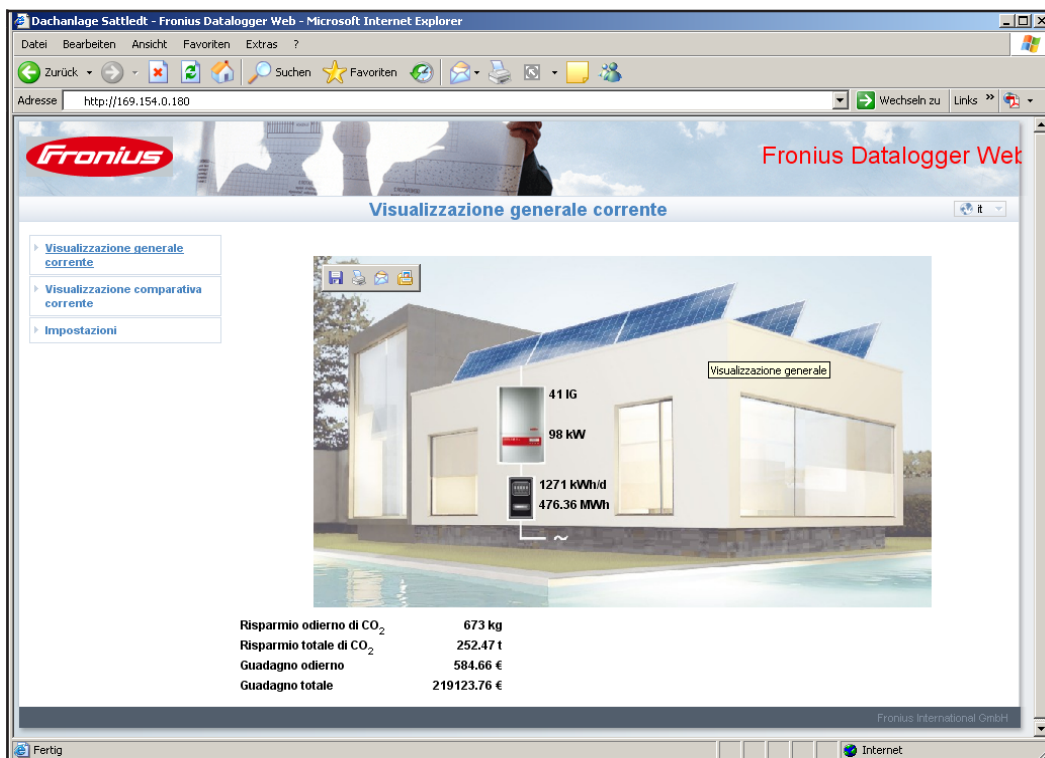 Dachanlage Sattledt - Fronius Datalogger Web - Microsoft Internet Explorer
Datei Bearbeiten Ansicht Favoriten Extras ?
Zurück Suchen Favoriten
Adresse http://169.154.0.180 Wechseln zu Links »
Fronius
Fronius Datalogger Web
Visualizzazione generale corrente
it
Visualizzazione generale
corrente
Visualizzazione comparativa
corrente
Impostazioni
Visualizzazione generale
41 IG
98 kW
1271 kWh/d
476.36 MWh
~
Risparmio odierno di CO2 673 kg
Risparmio totale di CO2 252.47 t
Guadagno odierno 584.66 €
Guadagno totale 219123.76 €
Fronius International GmbH
Fertig Internet